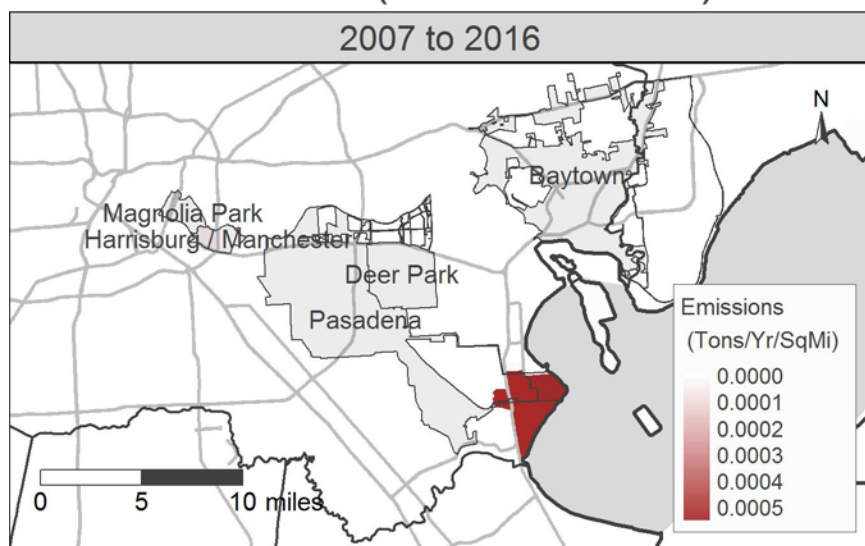 2007 to 2016
N
Baytown
Magnolia Park
Harrisburg / Manchester
Deer Park
Pasadena
Emissions
(Tons/Yr/SqMi)
0.0000
0.0001
0.0002
0.0003
0.0004
0.0005
0 5 10 miles